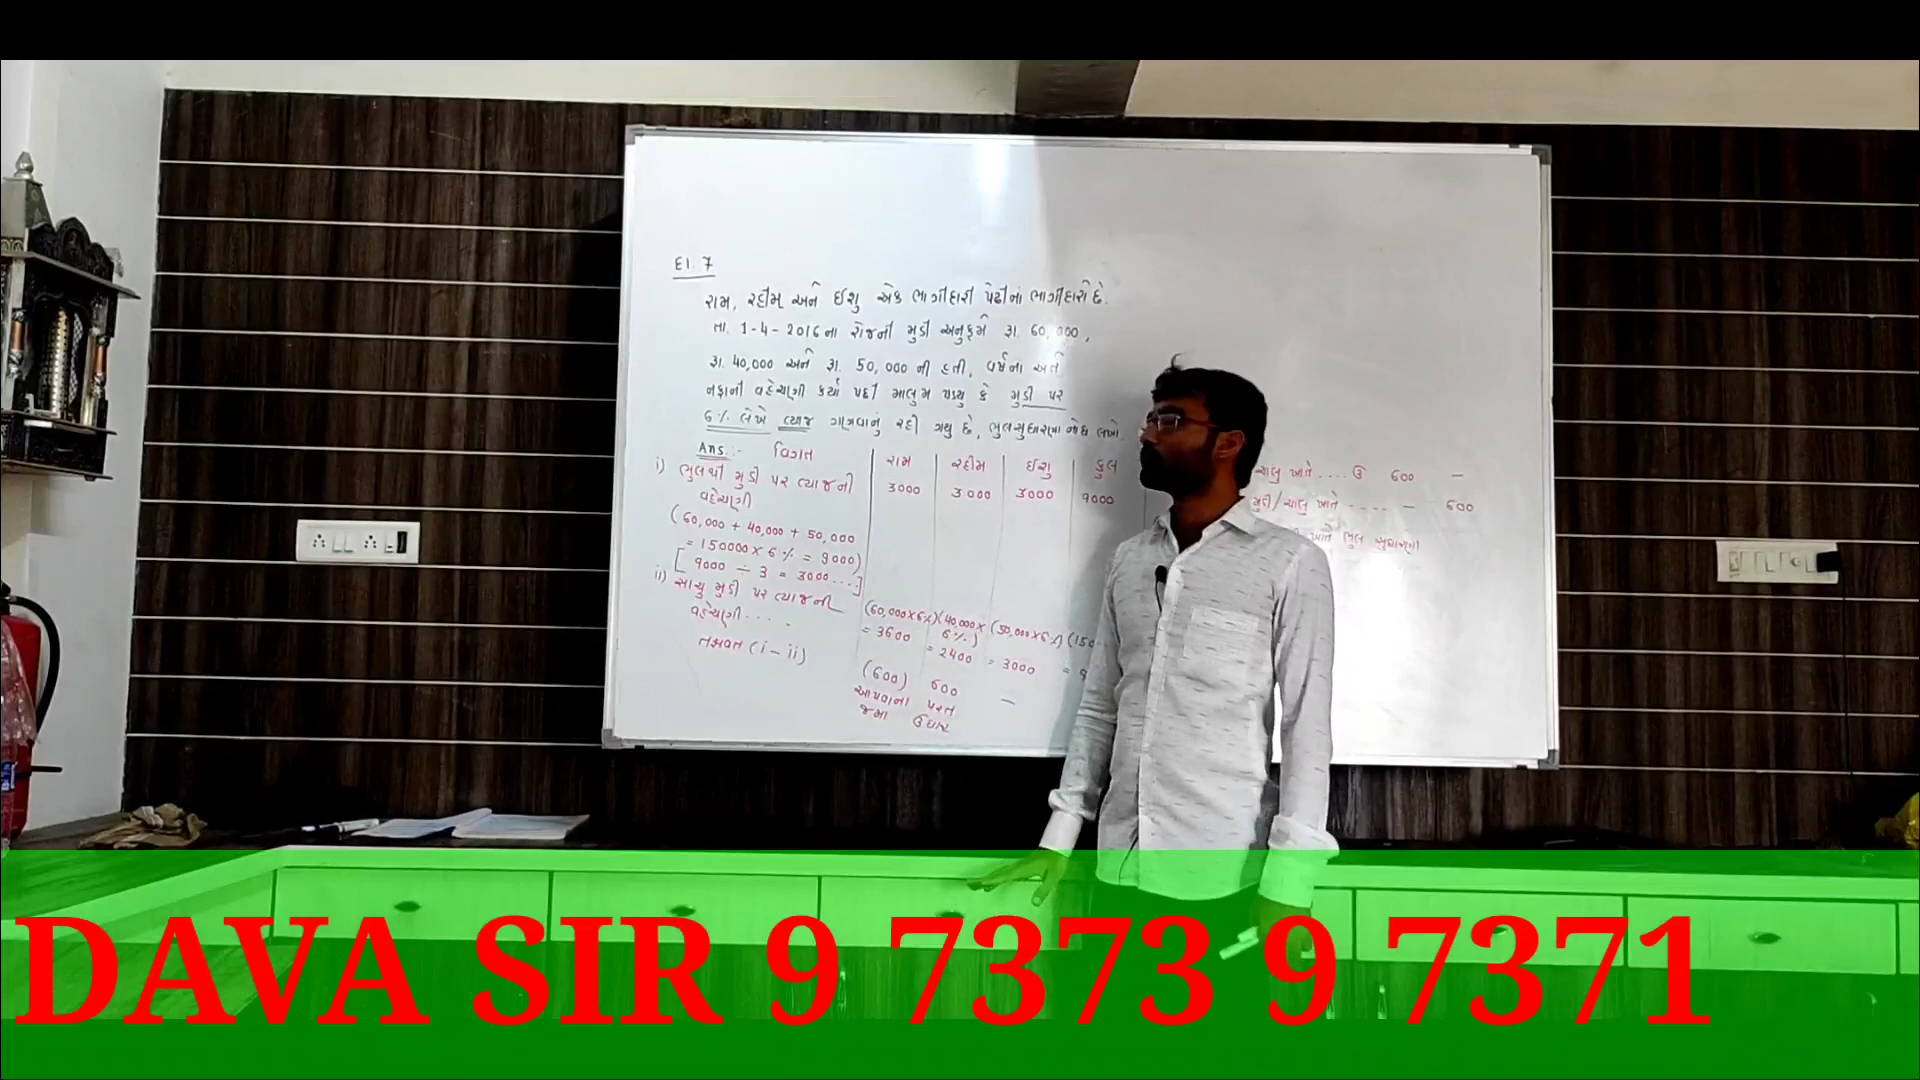 દા. 7
રામ, રહીમ અને ઈશુ એક ભાગીદારી પેઢીનાં ભાગીદારો છે.
તા. 1-4-2016ના રોજની મુડી અનુક્રમે રૂા. 60,000,
રૂા. 40,000 અને રૂા. 50,000 ની હતી. વર્ષના અંતે
નફાની વહેંચણી કર્યા પછી માલુમ પડ્યુ કે મુડી પર
6% લેખે વ્યાજ ગણવાનું રહી ગયુ છે, ભુલસુધારણા નોંધ લખો.
Ans:- વિગત રામ રહીમ ઈશુ કુલ
i) ભુલથી મુડી પર વ્યાજની 3000 3000 3000 9000
વહેંચણી
(60,000 + 40,000 + 50,000
= 150000 × 6% = 9000)
[9000 ÷ 3 = 3000....]
ii) સાચુ મુડી પર વ્યાજની
વહેંચણી.... (60,000×6%) (40,000× 6%) (50,000×6%) (150
= 3600 = 2400 = 3000 = 9
તફાવત (i - ii) (600) 600 —
આપવાના પરત
જમા ઉધાર
ચાલુ ખાતે.... ઉ 600 —
મુડી/ચાલુ ખાતે .... — 600
ખાતે ભુલ સુધારણા
DAVA SIR 9 7373 9 7371